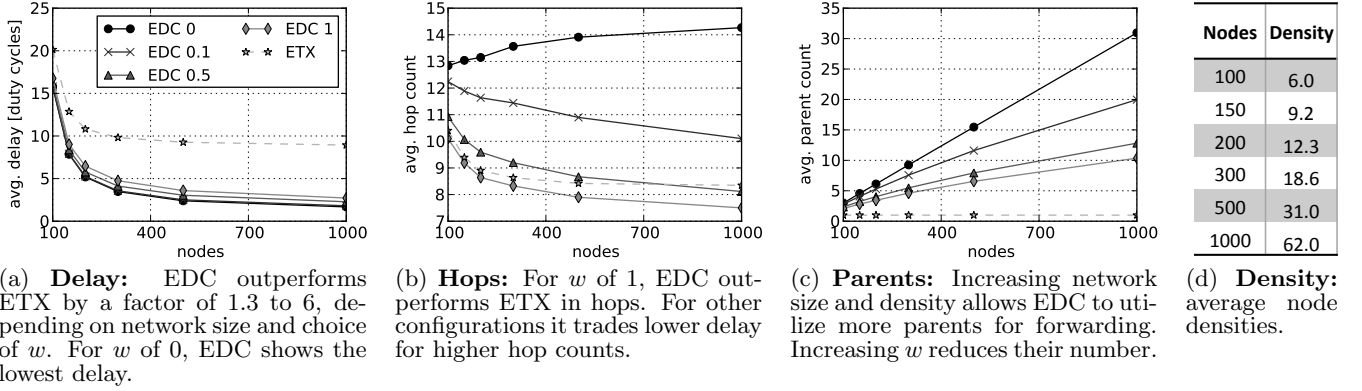 25
20
15
10
5
0
100
400
700
1000
avg. delay [duty cycles]
nodes
EDC 0
EDC 0.1
EDC 0.5
EDC 1
ETX
15
14
13
12
11
10
9
8
7
100
400
700
1000
avg. hop count
nodes
35
30
25
20
15
10
5
0
100
400
700
1000
avg. parent count
nodes
Nodes Density
100 6.0
150 9.2
200 12.3
300 18.6
500 31.0
1000 62.0
(a) Delay: EDC outperforms
ETX by a factor of 1.3 to 6, de-
pending on network size and choice
of w. For w of 0, EDC shows the
lowest delay.
(b) Hops: For w of 1, EDC out-
performs ETX in hops. For other
configurations it trades lower delay
for higher hop counts.
(c) Parents: Increasing network
size and density allows EDC to uti-
lize more parents for forwarding.
Increasing w reduces their number.
(d) Density:
average node
densities.